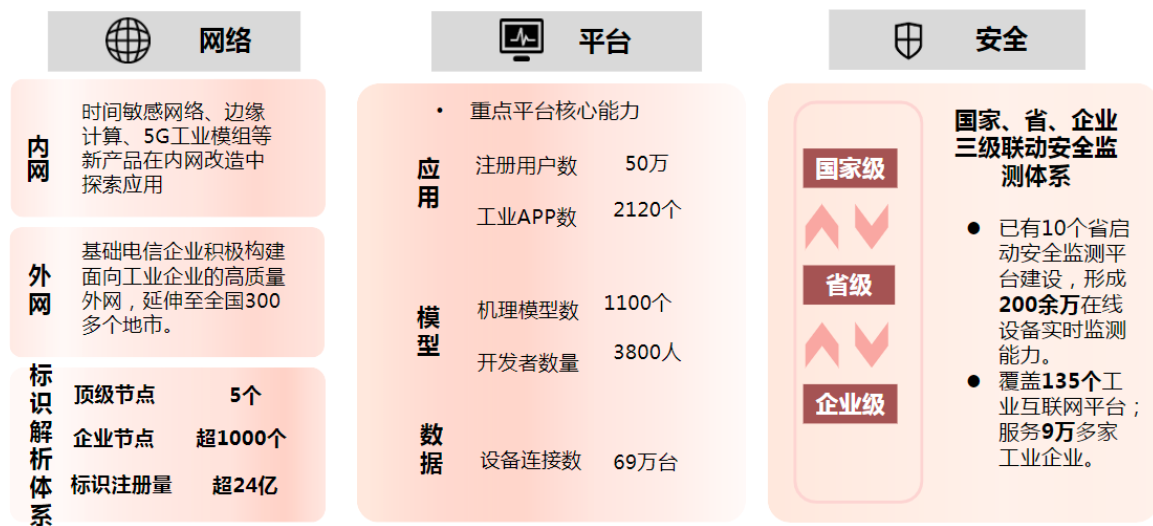 网络
内网
时间敏感网络、边缘
计算、5G工业模组等
新产品在内网改造中
探索应用
外网
基础电信企业积极构建
面向工业企业的高质量
外网，延伸至全国300
多个地市。
标识解析体系
顶级节点 5个
企业节点 超1000个
标识注册量 超24亿
平台
• 重点平台核心能力
应用
注册用户数 50万
工业APP数 2120个
模型
机理模型数 1100个
开发者数量 3800人
数据
设备连接数 69万台
安全
国家级
省级
企业级
国家、省、企业
三级联动安全监
测体系
● 已有10个省启
动安全监测平
台建设，形成
200余万在线
设备实时监测
能力。
● 覆盖135个工
业互联网平台；
服务9万多家
工业企业。